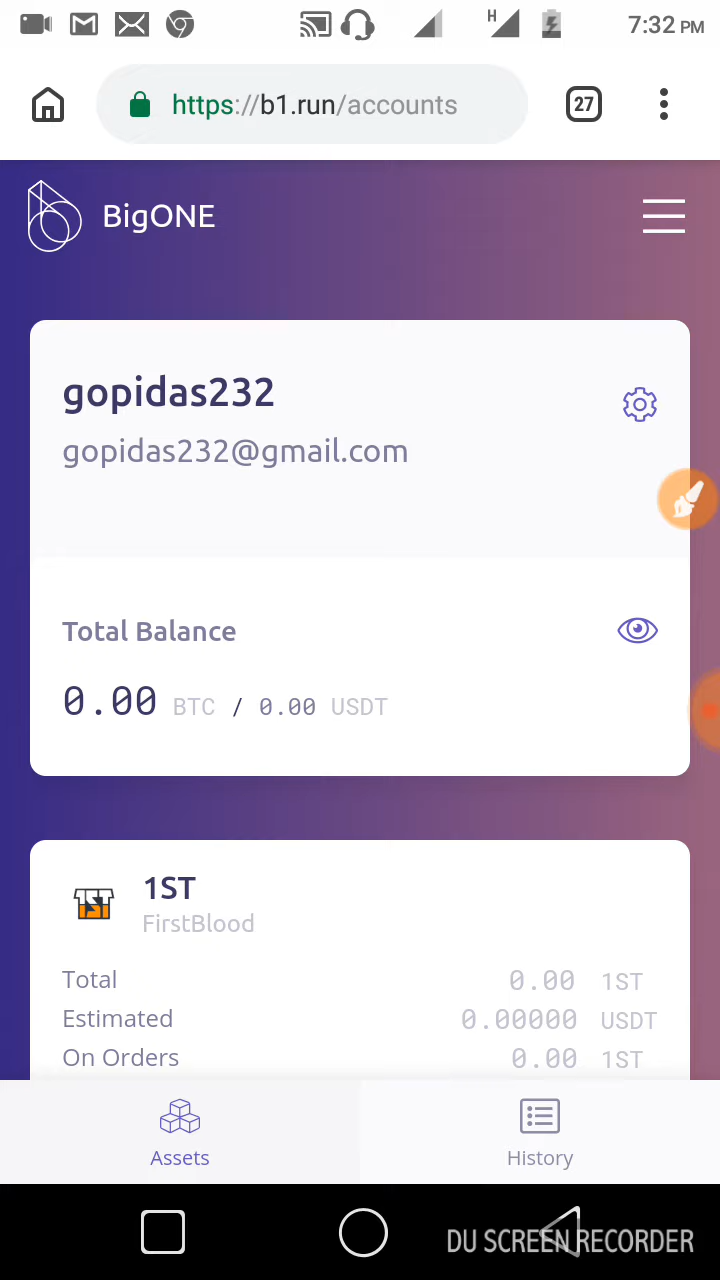 H
7:32 PM
https://b1.run/accounts
27
BigONE
gopidas232
gopidas232@gmail.com
Total Balance
0.00 BTC / 0.00 USDT
1ST
FirstBlood
Total 0.00 1ST
Estimated 0.00000 USDT
On Orders 0.00 1ST
Assets History
DU SCREEN RECORDER